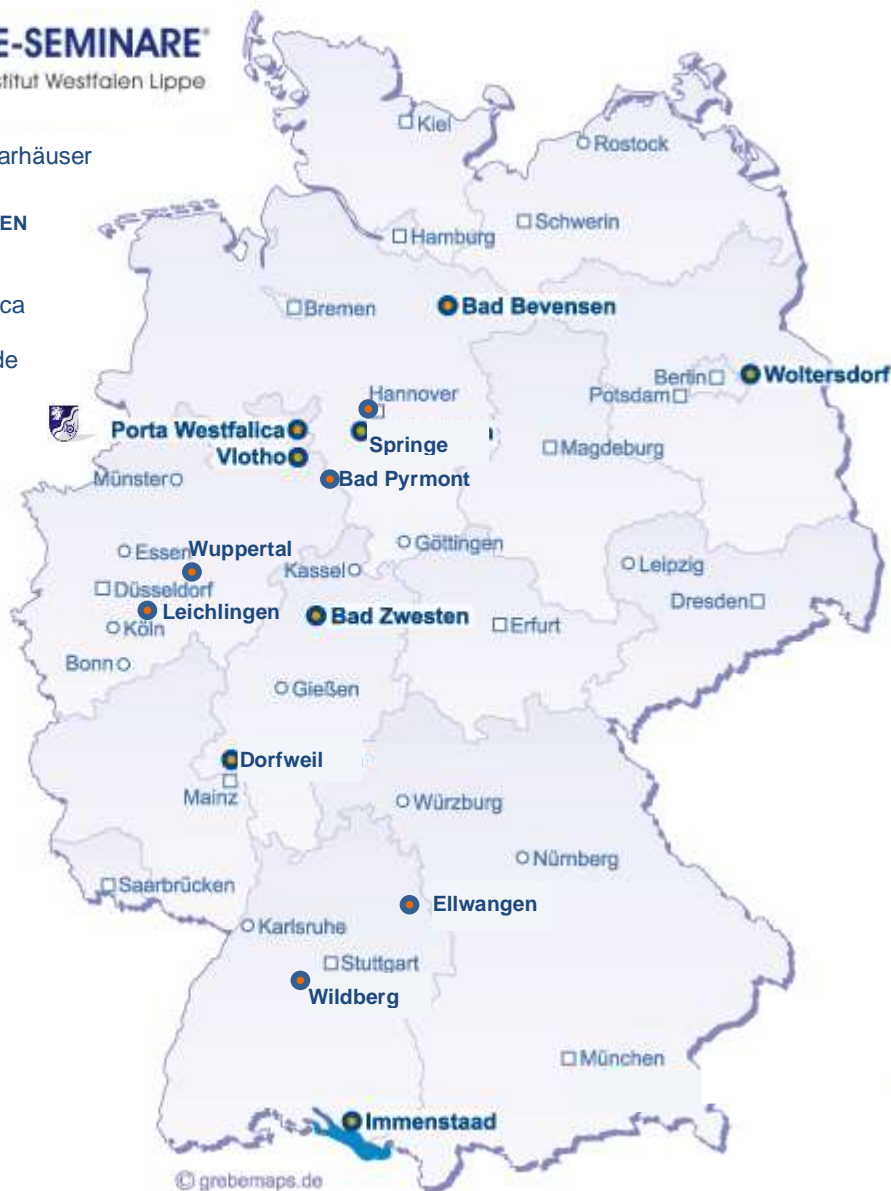 E-SEMINARE®
stitut Westfalen Lippe
arhäuser
EN
ca
de
□ Kiel
○ Rostock
□ Schwerin
□ Hamburg
□ Bremen
Bad Bevensen
Berlin □
Woltersdorf
Potsdam □
Hannover
Porta Westfalica
Springe
n
□ Magdeburg
Vlotho
Münster ○
Bad Pyrmont
○ Essen
Wuppertal
○ Göttingen
Kassel ○
○ Leipzig
□ Düsseldorf
Dresden □
Leichlingen
○ Köln
Bad Zwesten
□ Erfurt
Bonn ○
○ Gießen
Dorfweil
Mainz
○ Würzburg
○ Nürnberg
□ Saarbrücken
Ellwangen
○ Karlsruhe
□ Stuttgart
Wildberg
□ München
Immenstaad
© grebemaps.de